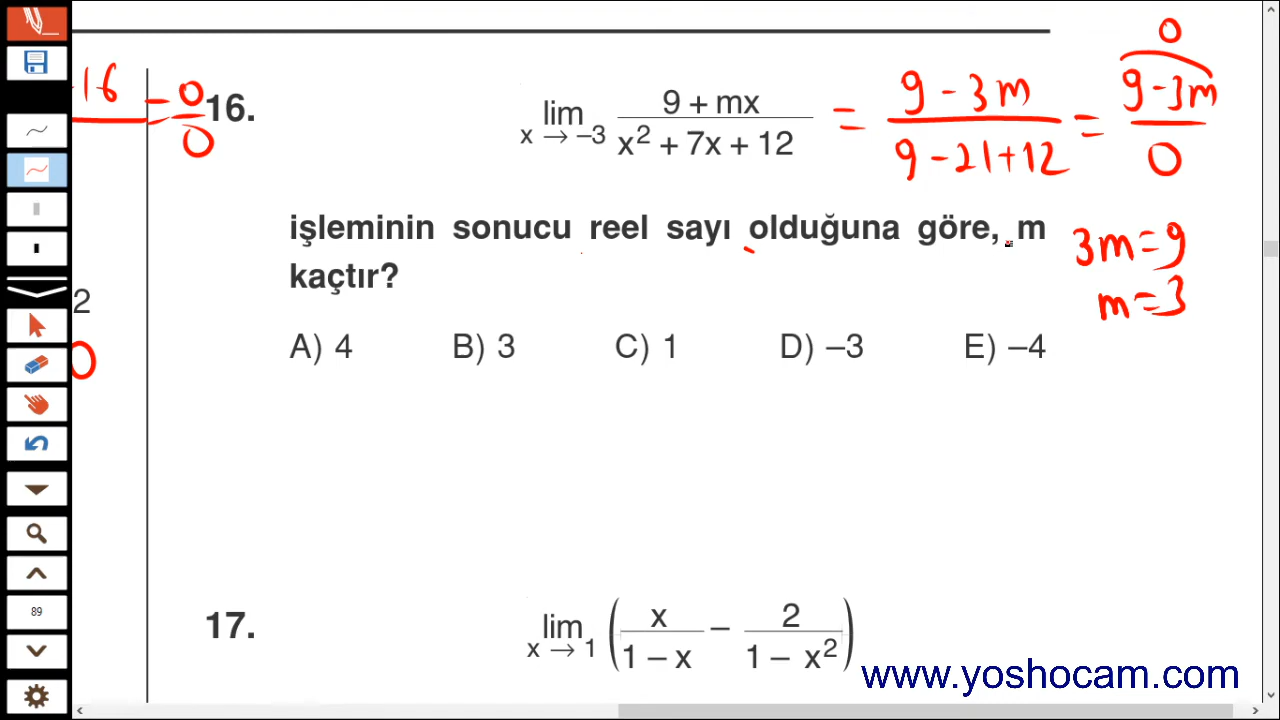 -16 = 0/0
16. lim x → –3 (9 + mx)/(x² + 7x + 12) = (9 - 3m)/(9 - 21 + 12) = (9 - 3m)/0
0
işleminin sonucu reel sayı olduğuna göre, m
kaçtır?
3m = 9
m = 3
2
0
A) 4 B) 3 C) 1 D) –3 E) –4
89
17. lim x → 1 (x/(1 – x) – 2/(1 – x²))
www.yoshocam.com